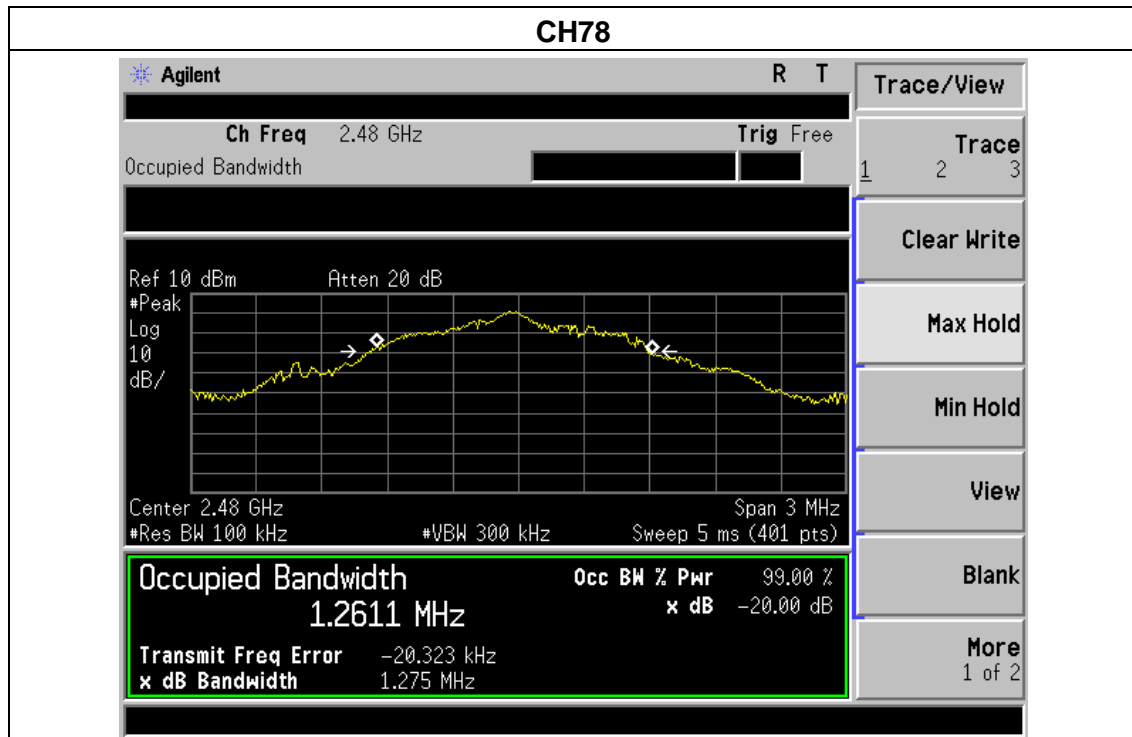 CH78
Agilent R T
Trace/View
Ch Freq 2.48 GHz Trig Free
Occupied Bandwidth
Trace
1 2 3
Clear Write
Ref 10 dBm Atten 20 dB
#Peak
Log
10
dB/
Max Hold
Min Hold
View
Center 2.48 GHz Span 3 MHz
#Res BW 100 kHz #VBW 300 kHz Sweep 5 ms (401 pts)
Occupied Bandwidth Occ BW % Pwr 99.00 %
1.2611 MHz x dB -20.00 dB
Blank
Transmit Freq Error -20.323 kHz
x dB Bandwidth 1.275 MHz
More
1 of 2